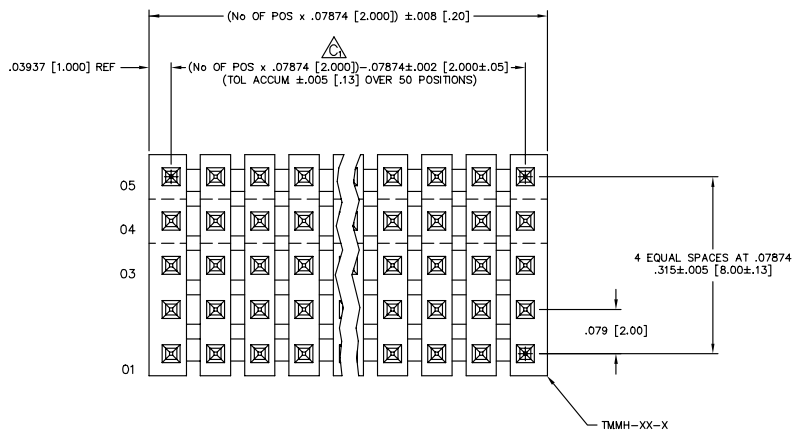 (No OF POS x .07874 [2.000]) ±.008 [.20]
C1
.03937 [1.000] REF
(No OF POS x .07874 [2.000])-.07874±.002 [2.000±.05]
(TOL ACCUM. ±.005 [.13] OVER 50 POSITIONS)
05
04
03
4 EQUAL SPACES AT .07874
.315±.005 [8.00±.13]
.079 [2.00]
01
TMMH-XX-X